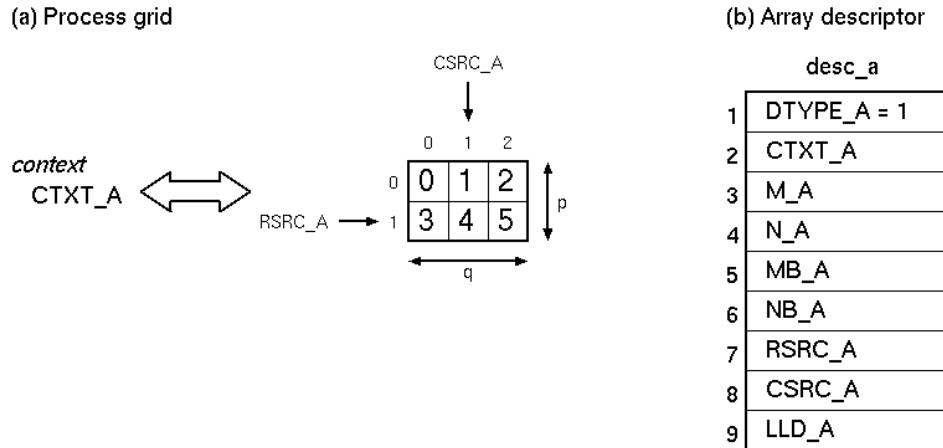 (a) Process grid
(b) Array descriptor
CSRC_A
desc_a
0 1 2
context
CTXT_A
RSRC_A
0
1
0 1 2
3 4 5
p
q
1 DTYPE_A = 1
2 CTXT_A
3 M_A
4 N_A
5 MB_A
6 NB_A
7 RSRC_A
8 CSRC_A
9 LLD_A